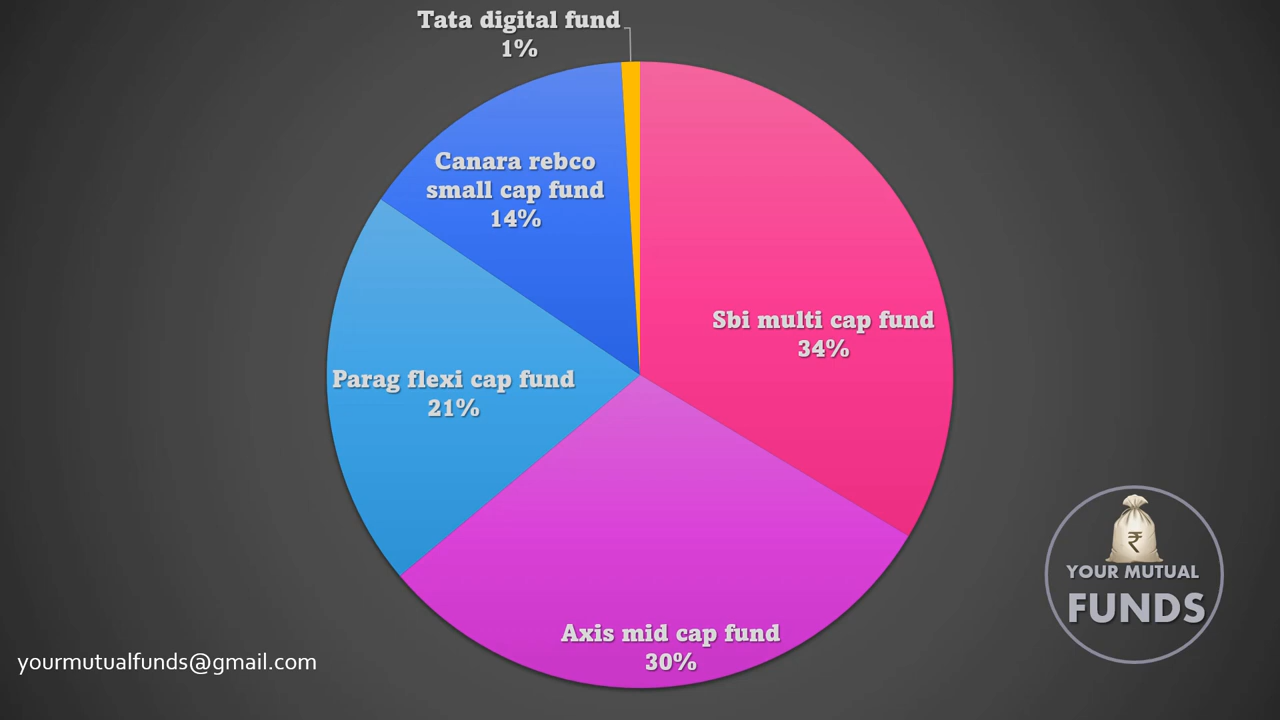 Tata digital fund
1%
Canara rebco
small cap fund
14%
Sbi multi cap fund
34%
Parag flexi cap fund
21%
Axis mid cap fund
30%
₹
YOUR MUTUAL
FUNDS
yourmutualfunds@gmail.com